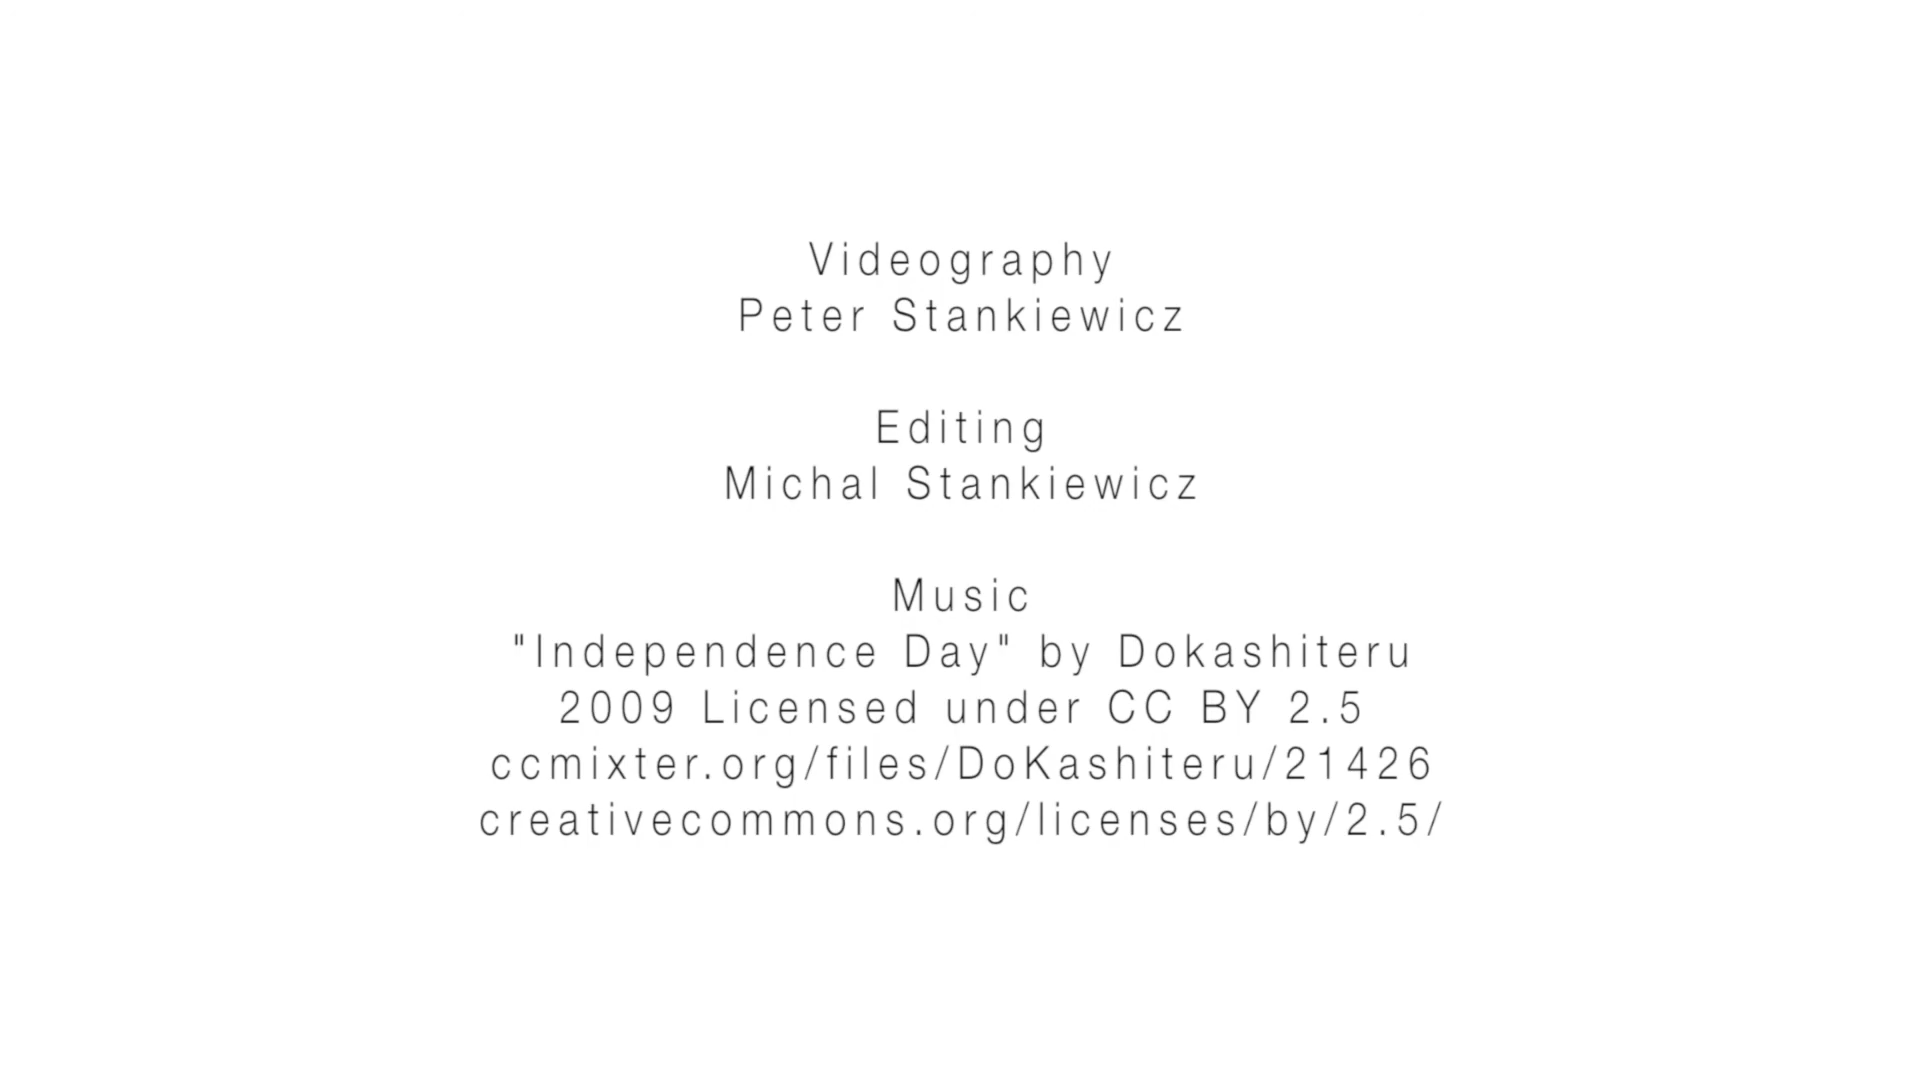 Videography
Peter Stankiewicz
Editing
Michal Stankiewicz
Music
"Independence Day" by Dokashiteru
2009 Licensed under CC BY 2.5
ccmixter.org/files/DoKashiteru/21426
creativecommons.org/licenses/by/2.5/